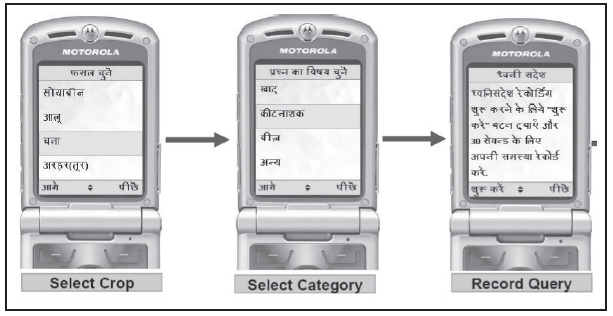 MOTOROLA
फसल चुने
सोयाबीन
आलू
चना
अरहर(तूर)
आगे पीछे
Select Crop
MOTOROLA
प्रश्न का विषय चुने
खाद
कीटनाशक
बीज
अन्य
आगे पीछे
Select Category
MOTOROLA
ध्वनी संदेश
ध्वनिसंदेश रेकोर्डिंग
शुरू करने के लिये "शुरू
करे" बटन दबाएँ और
30 सेकन्ड के लिए
अपनी समस्या रेकोर्ड
करें.
शुरू करें पीछे
Record Query